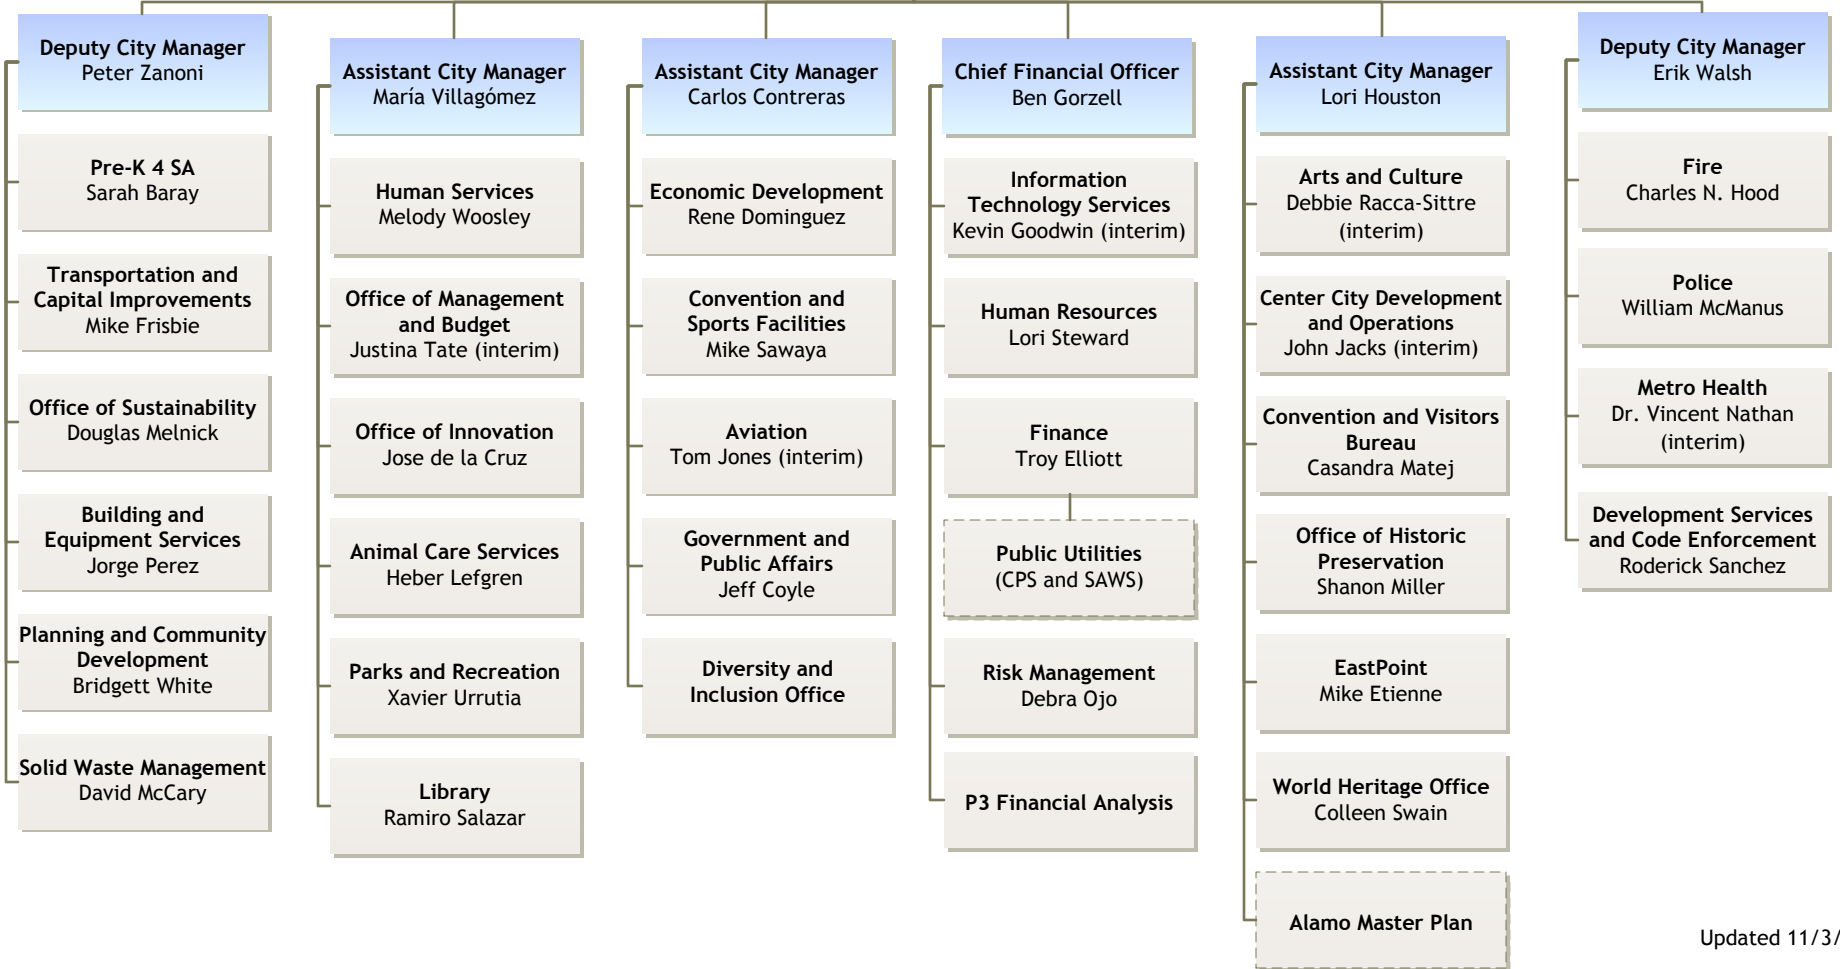 Deputy City Manager
Peter Zanoni
Pre-K 4 SA
Sarah Baray
Transportation and
Capital Improvements
Mike Frisbie
Office of Sustainability
Douglas Melnick
Building and
Equipment Services
Jorge Perez
Planning and Community
Development
Bridgett White
Solid Waste Management
David McCary
Assistant City Manager
María Villagómez
Human Services
Melody Woosley
Office of Management
and Budget
Justina Tate (interim)
Office of Innovation
Jose de la Cruz
Animal Care Services
Heber Lefgren
Parks and Recreation
Xavier Urrutia
Library
Ramiro Salazar
Assistant City Manager
Carlos Contreras
Economic Development
Rene Dominguez
Convention and
Sports Facilities
Mike Sawaya
Aviation
Tom Jones (interim)
Government and
Public Affairs
Jeff Coyle
Diversity and
Inclusion Office
Chief Financial Officer
Ben Gorzell
Information
Technology Services
Kevin Goodwin (interim)
Human Resources
Lori Steward
Finance
Troy Elliott
Public Utilities
(CPS and SAWS)
Risk Management
Debra Ojo
P3 Financial Analysis
Assistant City Manager
Lori Houston
Arts and Culture
Debbie Racca-Sittre
(interim)
Center City Development
and Operations
John Jacks (interim)
Convention and Visitors
Bureau
Casandra Matej
Office of Historic
Preservation
Shanon Miller
EastPoint
Mike Etienne
World Heritage Office
Colleen Swain
Alamo Master Plan
Deputy City Manager
Erik Walsh
Fire
Charles N. Hood
Police
William McManus
Metro Health
Dr. Vincent Nathan
(interim)
Development Services
and Code Enforcement
Roderick Sanchez
Updated 11/3/